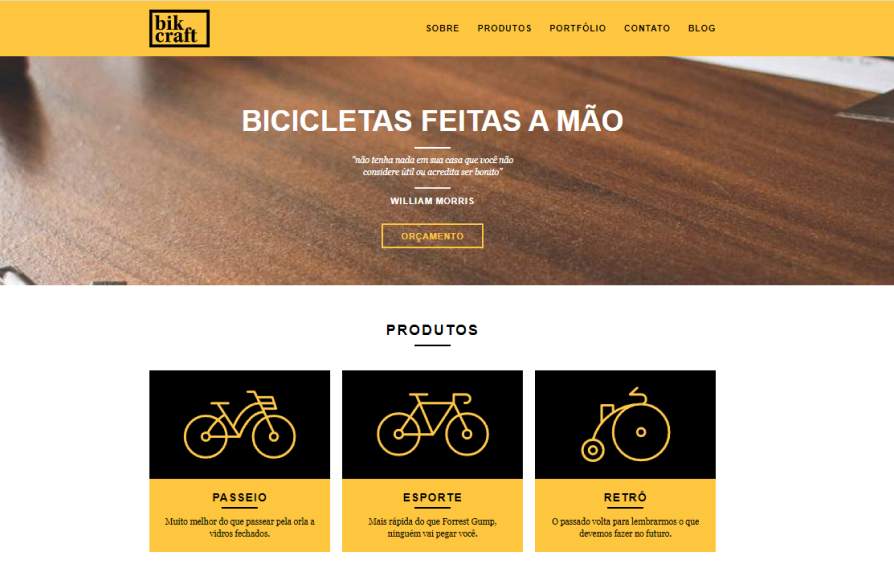 bik
craft
SOBRE PRODUTOS PORTFÓLIO CONTATO BLOG
BICICLETAS FEITAS A MÃO
"não tenha nada em sua casa que você não
considere útil ou acredita ser bonito"
WILLIAM MORRIS
ORÇAMENTO
PRODUTOS
PASSEIO
Muito melhor do que passear pela orla a
vidros fechados.
ESPORTE
Mais rápida do que Forrest Gump,
ninguém vai pegar você.
RETRÔ
O passado volta para lembrarmos o que
devemos fazer no futuro.